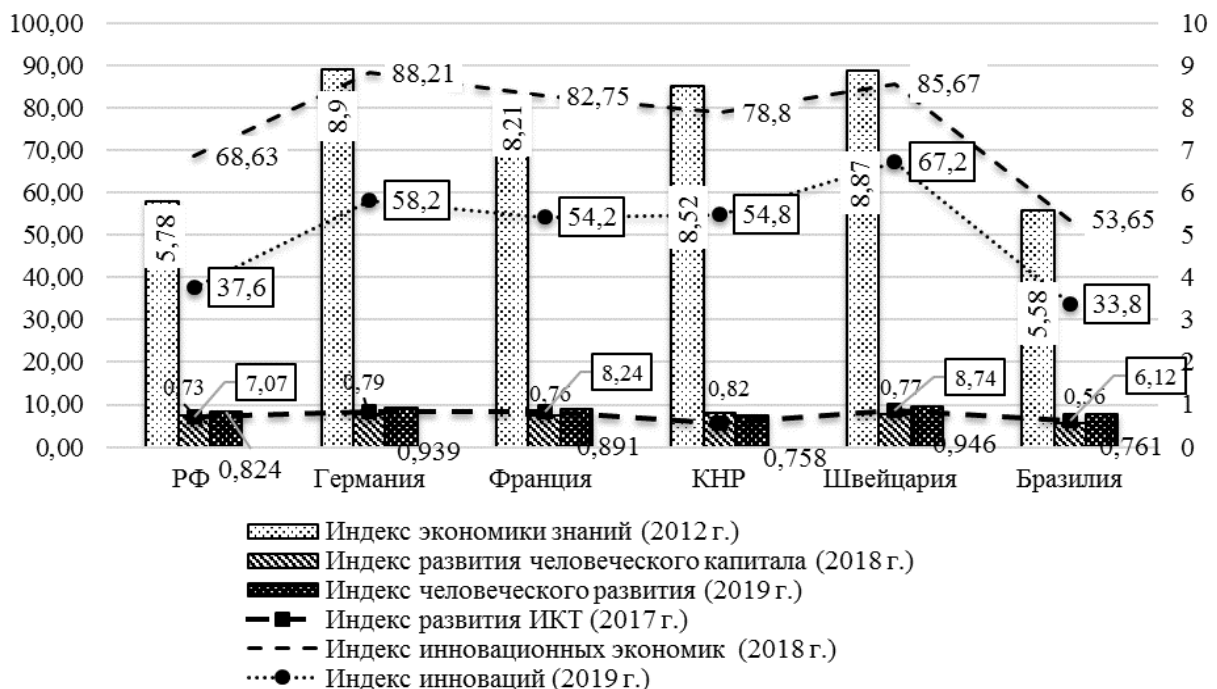 100,00 10
90,00 9
80,00 8
70,00 7
60,00 6
50,00 5
40,00 4
30,00 3
20,00 2
10,00 1
0,00 0
88,21 82,75 78,8 85,67
68,63 53,65
8,9 8,21 8,52 8,87
5,78 5,58
58,2 54,2 54,8 67,2
37,6 33,8
0,73 0,79 0,76 0,82 0,77 0,56
7,07 8,24 8,74 6,12
0,824 0,939 0,891 0,758 0,946 0,761
РФ Германия Франция КНР Швейцария Бразилия
Индекс экономики знаний (2012 г.)
Индекс развития человеческого капитала (2018 г.)
Индекс человеческого развития (2019 г.)
Индекс развития ИКТ (2017 г.)
Индекс инновационных экономик (2018 г.)
Индекс инноваций (2019 г.)